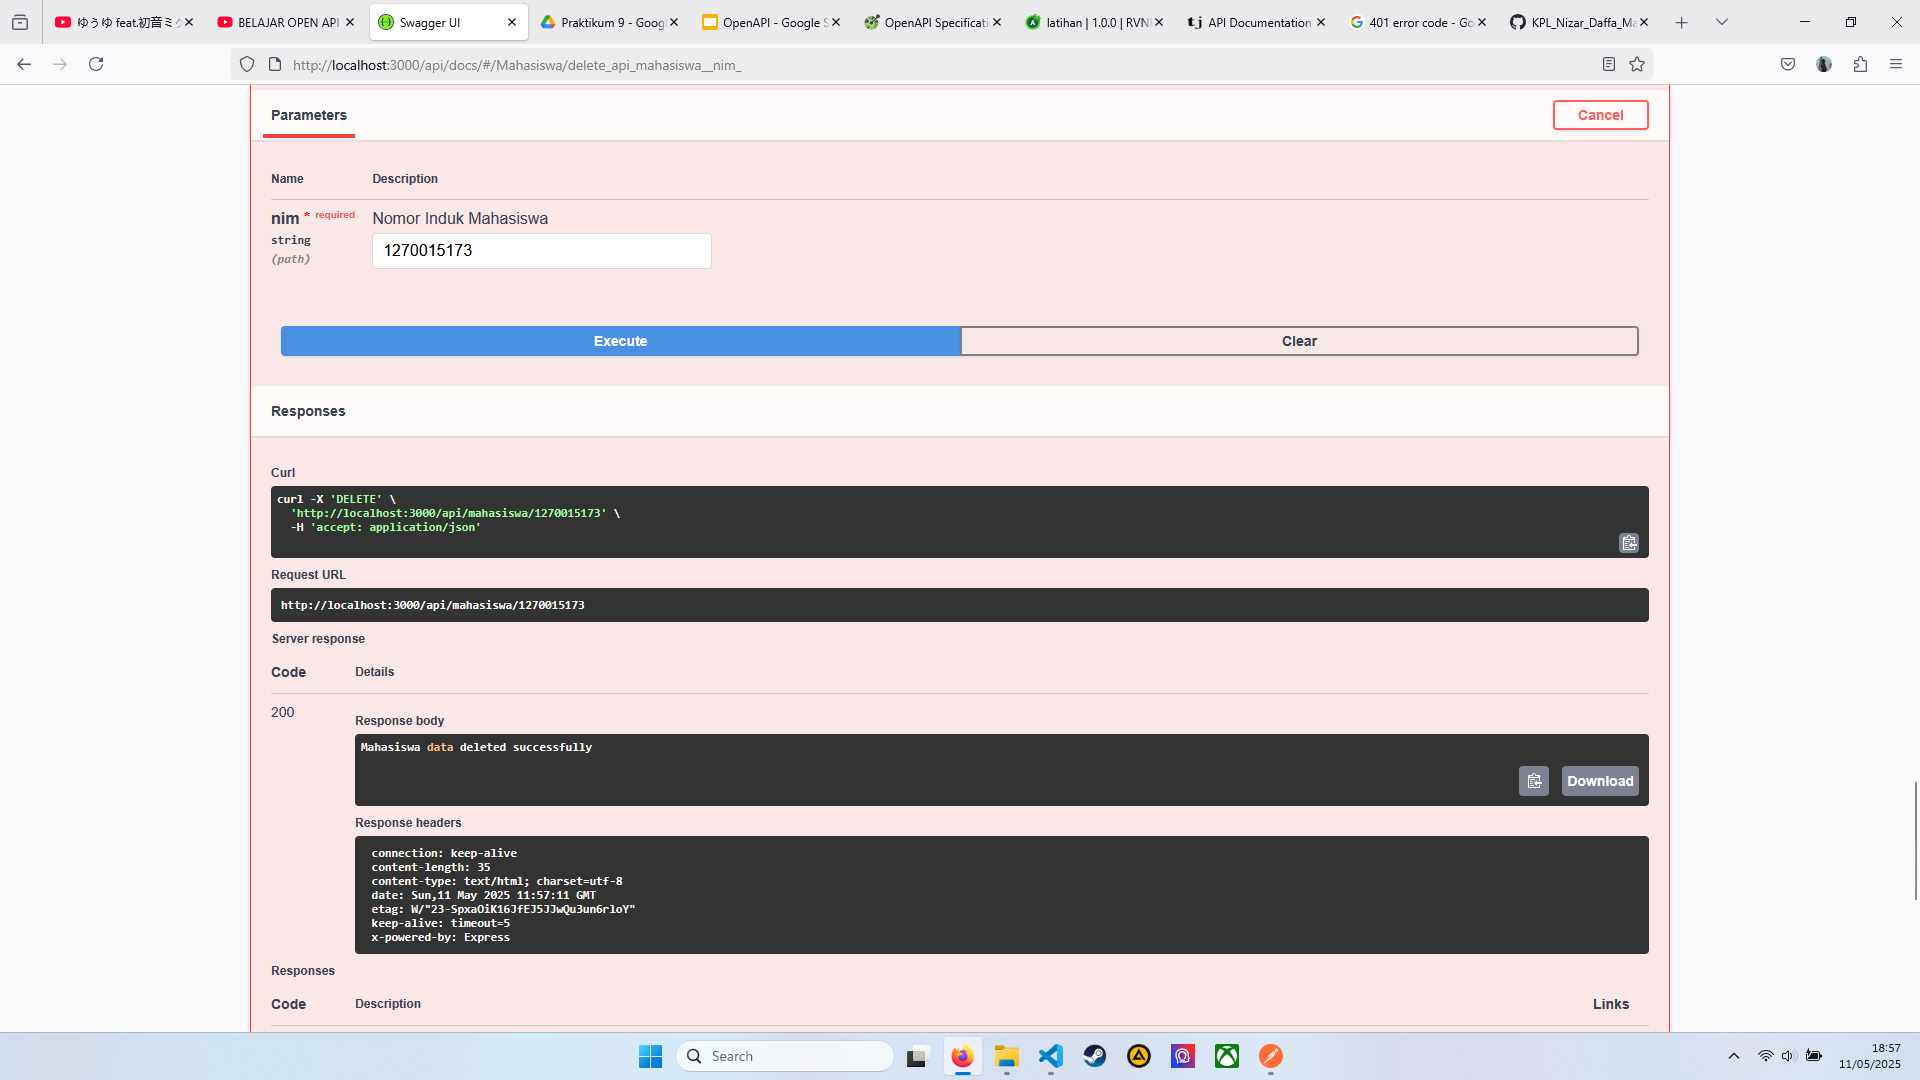 ゆうゆ feat.初音ミク
BELAJAR OPEN API
Swagger UI
Praktikum 9 - Goog
OpenAPI - Google S
OpenAPI Specificati
latihan | 1.0.0 | RVN
API Documentation
401 error code - Go
KPL_Nizar_Daffa_Ma
http://localhost:3000/api/docs/#/Mahasiswa/delete_api_mahasiswa__nim_
Parameters
Cancel
Name
Description
nim * required
string
(path)
Nomor Induk Mahasiswa
1270015173
Execute
Clear
Responses
Curl
curl -X 'DELETE' \
'http://localhost:3000/api/mahasiswa/1270015173' \
-H 'accept: application/json'
Request URL
http://localhost:3000/api/mahasiswa/1270015173
Server response
Code
Details
200
Response body
Mahasiswa data deleted successfully
Download
Response headers
connection: keep-alive
content-length: 35
content-type: text/html; charset=utf-8
date: Sun,11 May 2025 11:57:11 GMT
etag: W/"23-SpxaOiK16JfEJ5JJwQu3un6rloY"
keep-alive: timeout=5
x-powered-by: Express
Responses
Code
Description
Links
Search
18:57
11/05/2025